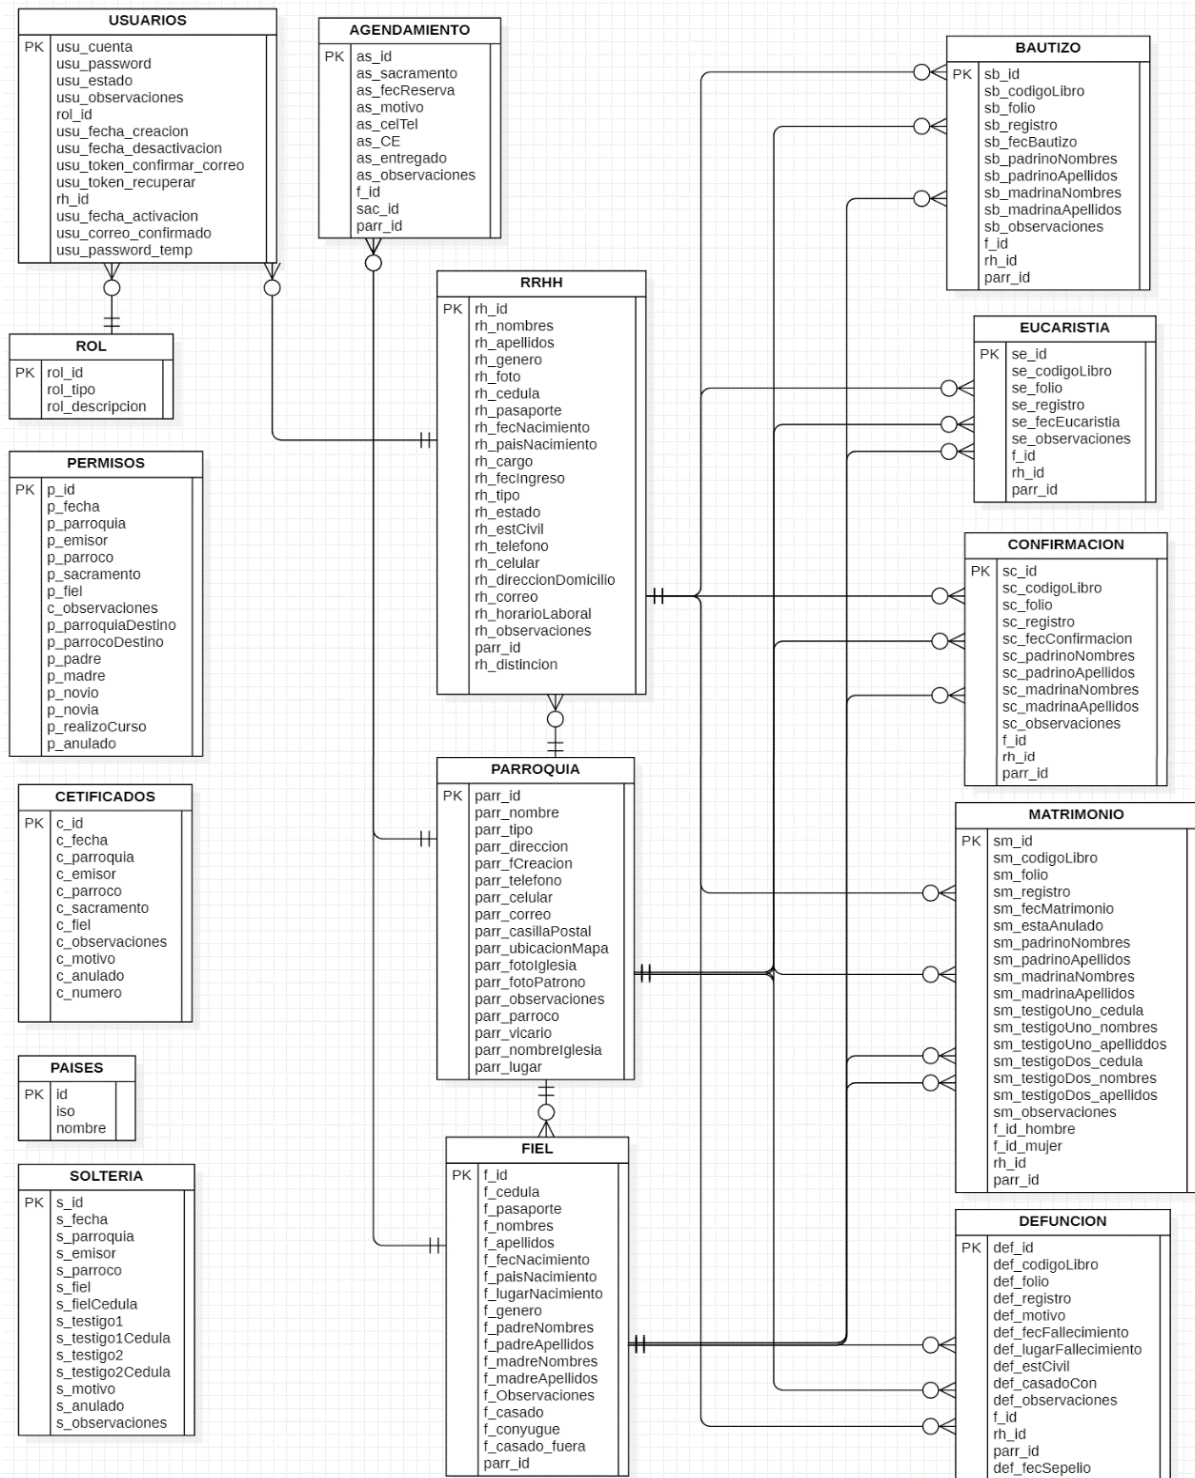 USUARIOS
PK usu_cuenta
usu_password
usu_estado
usu_observaciones
rol_id
usu_fecha_creacion
usu_fecha_desactivacion
usu_token_confirmar_correo
usu_token_recuperar
rh_id
usu_fecha_activacion
usu_correo_confirmado
usu_password_temp
ROL
PK rol_id
rol_tipo
rol_descripcion
PERMISOS
PK p_id
p_fecha
p_parroquia
p_emisor
p_parroco
p_sacramento
p_fiel
c_observaciones
p_parroquiaDestino
p_parrocoDestino
p_padre
p_madre
p_novio
p_novia
p_realizoCurso
p_anulado
CETIFICADOS
PK c_id
c_fecha
c_parroquia
c_emisor
c_parroco
c_sacramento
c_fiel
c_observaciones
c_motivo
c_anulado
c_numero
PAISES
PK id
iso
nombre
SOLTERIA
PK s_id
s_fecha
s_parroquia
s_emisor
s_parroco
s_fiel
s_fielCedula
s_testigo1
s_testigo1Cedula
s_testigo2
s_testigo2Cedula
s_motivo
s_anulado
s_observaciones
AGENDAMIENTO
PK as_id
as_sacramento
as_fecReserva
as_motivo
as_celTel
as_CE
as_entregado
as_observaciones
f_id
sac_id
parr_id
RRHH
PK rh_id
rh_nombres
rh_apellidos
rh_genero
rh_foto
rh_cedula
rh_pasaporte
rh_fecNacimiento
rh_paisNacimiento
rh_cargo
rh_fecIngreso
rh_tipo
rh_estado
rh_estCivil
rh_telefono
rh_celular
rh_direccionDomicilio
rh_correo
rh_horarioLaboral
rh_observaciones
parr_id
rh_distincion
PARROQUIA
PK parr_id
parr_nombre
parr_tipo
parr_direccion
parr_fCreacion
parr_telefono
parr_celular
parr_correo
parr_casillaPostal
parr_ubicacionMapa
parr_fotoIglesia
parr_fotoPatrono
parr_observaciones
parr_parroco
parr_vicario
parr_nombreIglesia
parr_lugar
FIEL
PK f_id
f_cedula
f_pasaporte
f_nombres
f_apellidos
f_fecNacimiento
f_paisNacimiento
f_lugarNacimiento
f_genero
f_padreNombres
f_padreApellidos
f_madreNombres
f_madreApellidos
f_Observaciones
f_casado
f_conyugue
f_casado_fuera
parr_id
BAUTIZO
PK sb_id
sb_codigoLibro
sb_folio
sb_registro
sb_fecBautizo
sb_padrinoNombres
sb_padrinoApellidos
sb_madrinaNombres
sb_madrinaApellidos
sb_observaciones
f_id
rh_id
parr_id
EUCARISTIA
PK se_id
se_codigoLibro
se_folio
se_registro
se_fecEucaristia
se_observaciones
f_id
rh_id
parr_id
CONFIRMACION
PK sc_id
sc_codigoLibro
sc_folio
sc_registro
sc_fecConfirmacion
sc_padrinoNombres
sc_padrinoApellidos
sc_madrinaNombres
sc_madrinaApellidos
sc_observaciones
f_id
rh_id
parr_id
MATRIMONIO
PK sm_id
sm_codigoLibro
sm_folio
sm_registro
sm_fecMatrimonio
sm_estaAnulado
sm_padrinoNombres
sm_padrinoApellidos
sm_madrinaNombres
sm_madrinaApellidos
sm_testigoUno_cedula
sm_testigoUno_nombres
sm_testigoUno_apelliddos
sm_testigoDos_cedula
sm_testigoDos_nombres
sm_testigoDos_apellidos
sm_observaciones
f_id_hombre
f_id_mujer
rh_id
parr_id
DEFUNCION
PK def_id
def_codigoLibro
def_folio
def_registro
def_motivo
def_fecFallecimiento
def_lugarFallecimiento
def_estCivil
def_casadoCon
def_observaciones
f_id
rh_id
parr_id
def_fecSepelio